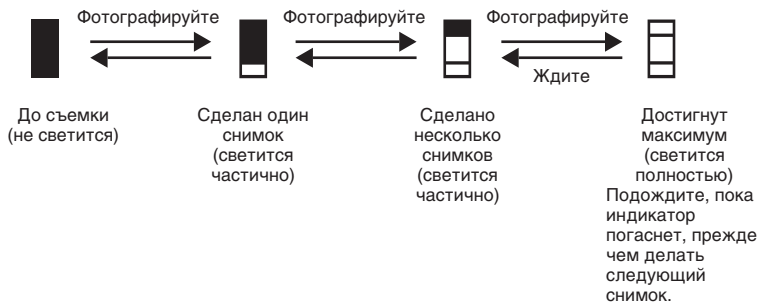 Фотографируйте
Фотографируйте
Фотографируйте
Ждите
До съемки
(не светится)
Сделан один
снимок
(светится
частично)
Сделано
несколько
снимков
(светится
частично)
Достигнут
максимум
(светится
полностью)
Подождите, пока
индикатор
погаснет, прежде
чем делать
следующий
снимок.